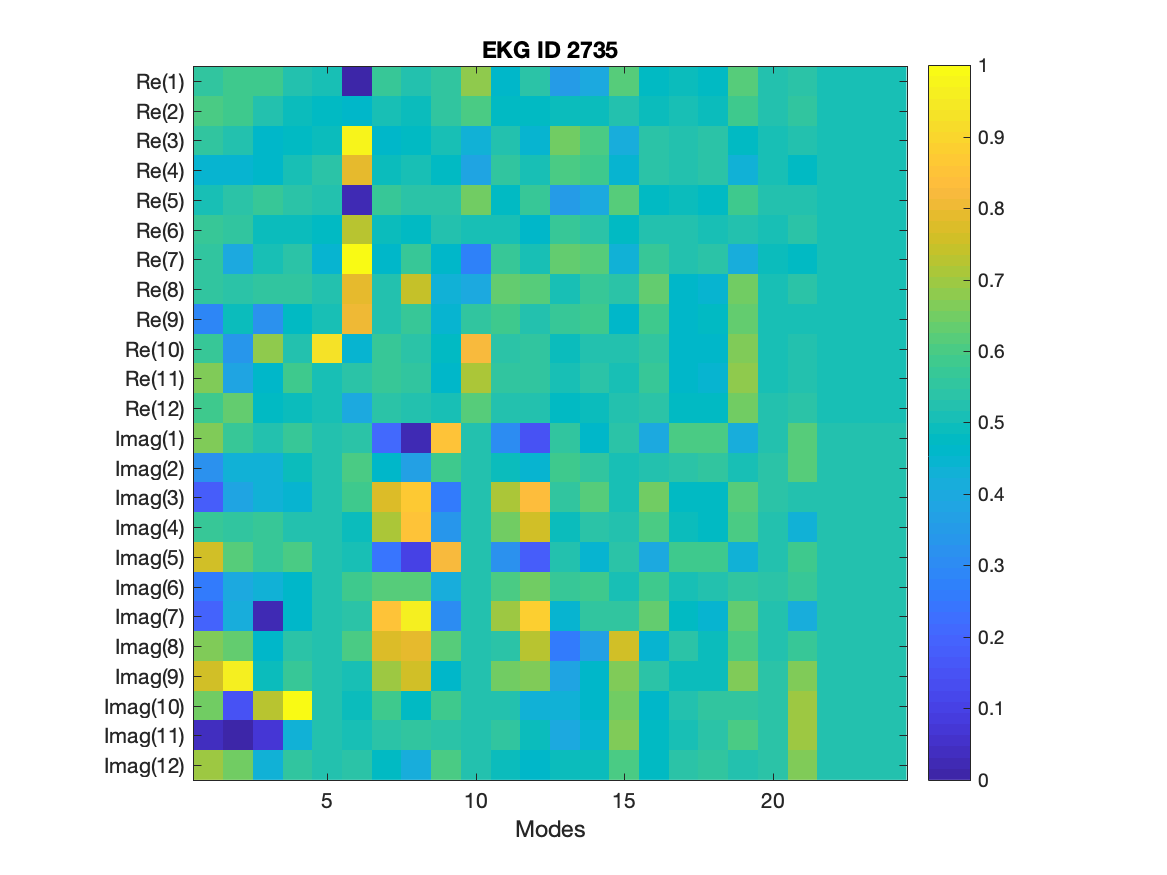 EKG ID 2735
Re(1)
Re(2)
Re(3)
Re(4)
Re(5)
Re(6)
Re(7)
Re(8)
Re(9)
Re(10)
Re(11)
Re(12)
Imag(1)
Imag(2)
Imag(3)
Imag(4)
Imag(5)
Imag(6)
Imag(7)
Imag(8)
Imag(9)
Imag(10)
Imag(11)
Imag(12)
5 10 15 20
Modes
1
0.9
0.8
0.7
0.6
0.5
0.4
0.3
0.2
0.1
0